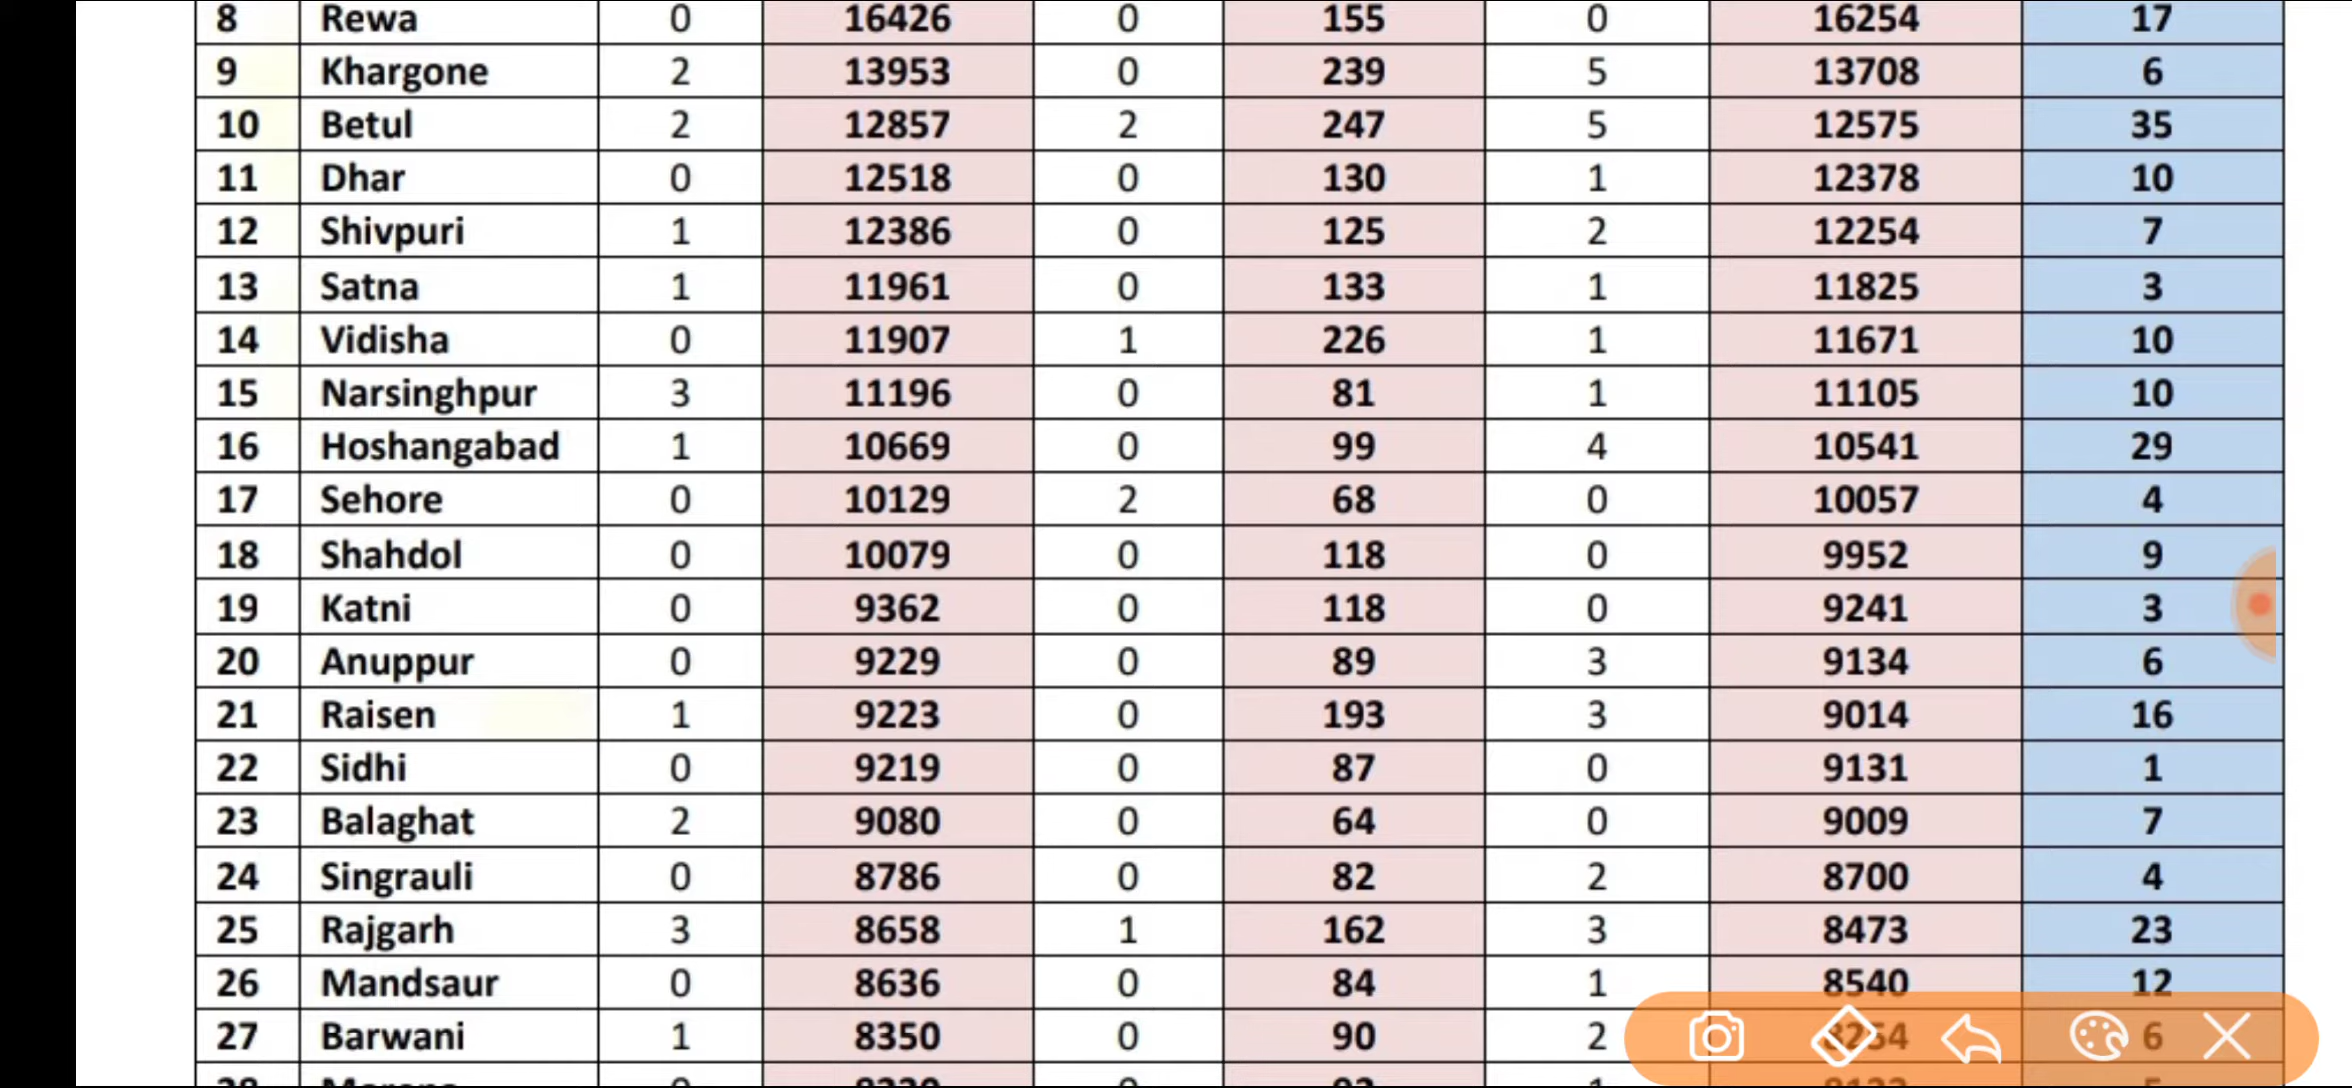 8 Rewa 0 16426 0 155 0 16254 17
9 Khargone 2 13953 0 239 5 13708 6
10 Betul 2 12857 2 247 5 12575 35
11 Dhar 0 12518 0 130 1 12378 10
12 Shivpuri 1 12386 0 125 2 12254 7
13 Satna 1 11961 0 133 1 11825 3
14 Vidisha 0 11907 1 226 1 11671 10
15 Narsinghpur 3 11196 0 81 1 11105 10
16 Hoshangabad 1 10669 0 99 4 10541 29
17 Sehore 0 10129 2 68 0 10057 4
18 Shahdol 0 10079 0 118 0 9952 9
19 Katni 0 9362 0 118 0 9241 3
20 Anuppur 0 9229 0 89 3 9134 6
21 Raisen 1 9223 0 193 3 9014 16
22 Sidhi 0 9219 0 87 0 9131 1
23 Balaghat 2 9080 0 64 0 9009 7
24 Singrauli 0 8786 0 82 2 8700 4
25 Rajgarh 3 8658 1 162 3 8473 23
26 Mandsaur 0 8636 0 84 1 8540 12
27 Barwani 1 8350 0 90 2 8254 6